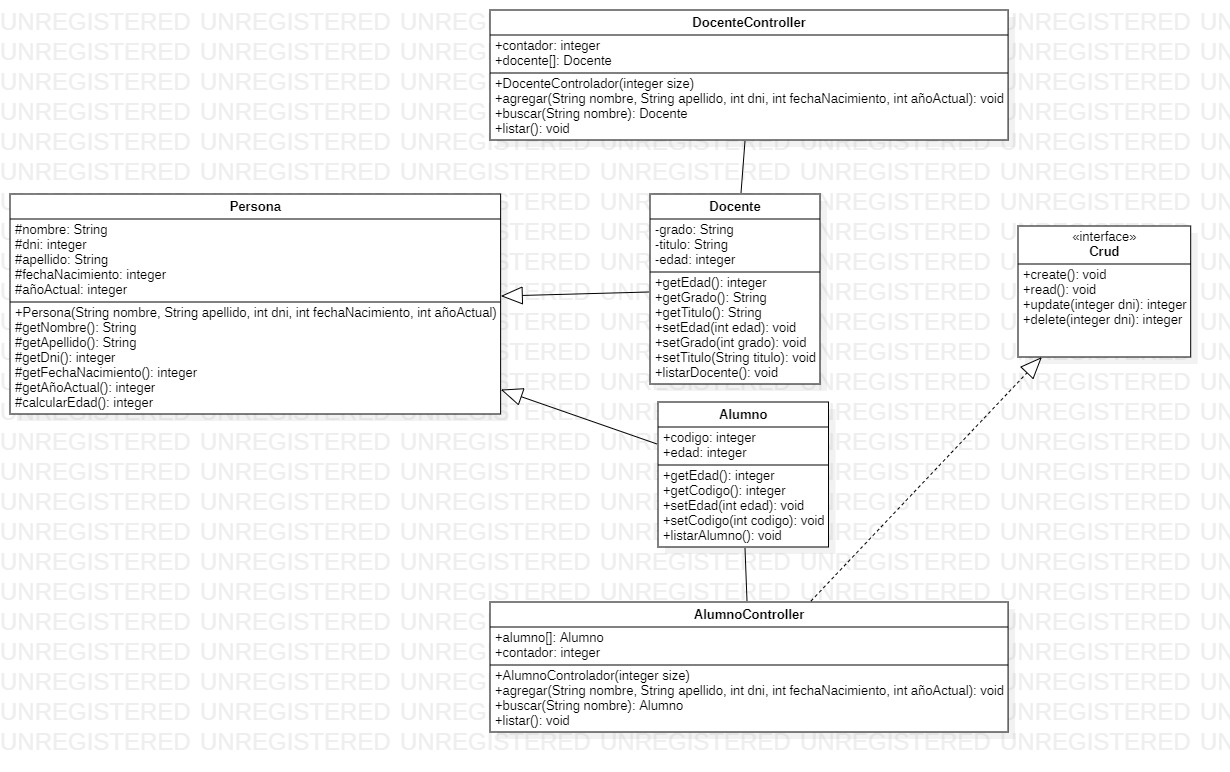 DocenteController
+contador: integer
+docente[]: Docente
+DocenteControlador(integer size)
+agregar(String nombre, String apellido, int dni, int fechaNacimiento, int añoActual): void
+buscar(String nombre): Docente
+listar(): void
Persona
#nombre: String
#dni: integer
#apellido: String
#fechaNacimiento: integer
#añoActual: integer
+Persona(String nombre, String apellido, int dni, int fechaNacimiento, int añoActual)
#getNombre(): String
#getApellido(): String
#getDni(): integer
#getFechaNacimiento(): integer
#getAñoActual(): integer
#calcularEdad(): integer
Docente
-grado: String
-titulo: String
-edad: integer
+getEdad(): integer
+getGrado(): String
+getTitulo(): String
+setEdad(int edad): void
+setGrado(int grado): void
+setTitulo(String titulo): void
+listarDocente(): void
«interface»
Crud
+create(): void
+read(): void
+update(integer dni): integer
+delete(integer dni): integer
Alumno
+codigo: integer
+edad: integer
+getEdad(): integer
+getCodigo(): integer
+setEdad(int edad): void
+setCodigo(int codigo): void
+listarAlumno(): void
AlumnoController
+alumno[]: Alumno
+contador: integer
+AlumnoControlador(integer size)
+agregar(String nombre, String apellido, int dni, int fechaNacimiento, int añoActual): void
+buscar(String nombre): Alumno
+listar(): void
UNREGISTERED